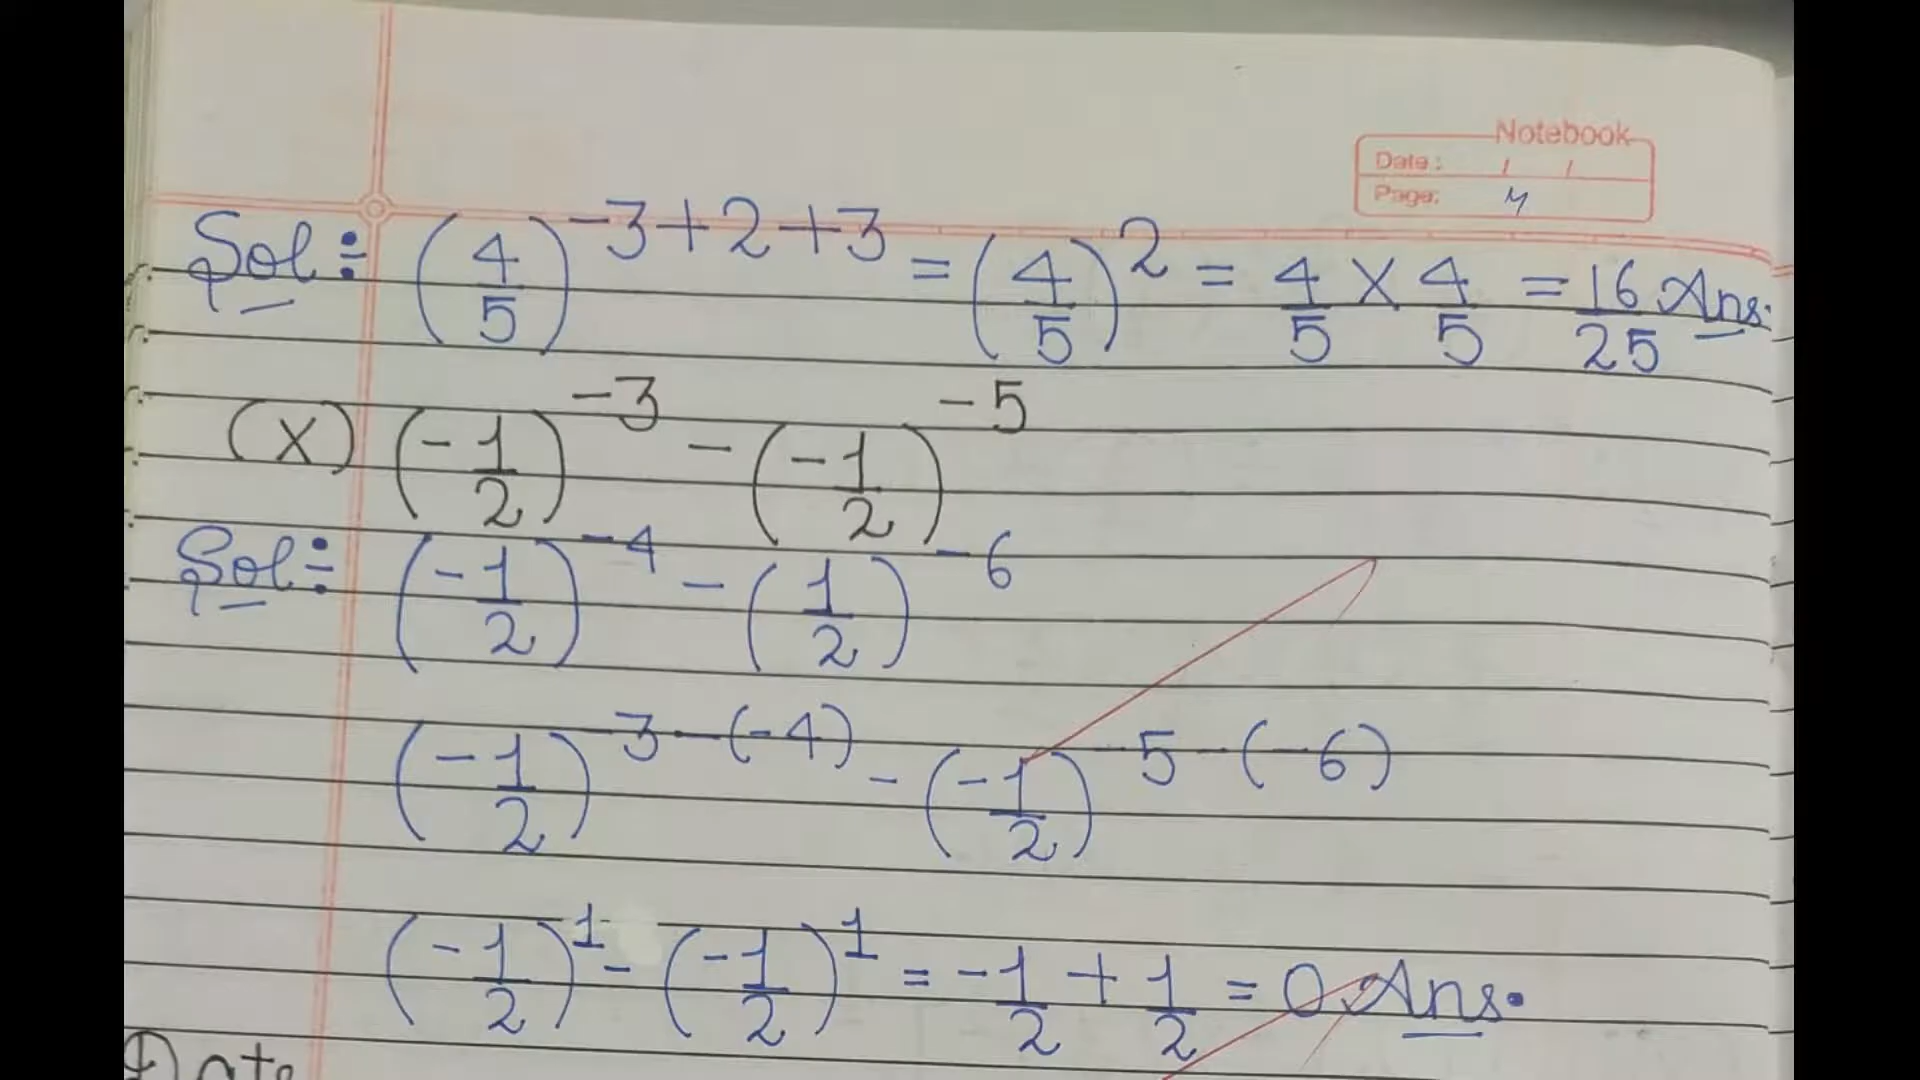 Notebook
Date : / /
Page: 4
Sol:- (4/5)^-3+2+3 = (4/5)^2 = 4/5 × 4/5 = 16/25 Ans.
(x) (-1/2)^-3 - (-1/2)^-5
Sol:- (-1/2)^-4 - (1/2)^-6
(-1/2)^-3-(-4) - (-1/2)^-5-(-6)
(-1/2)^1 - (-1/2)^1 = -1/2 + 1/2 = 0 Ans.